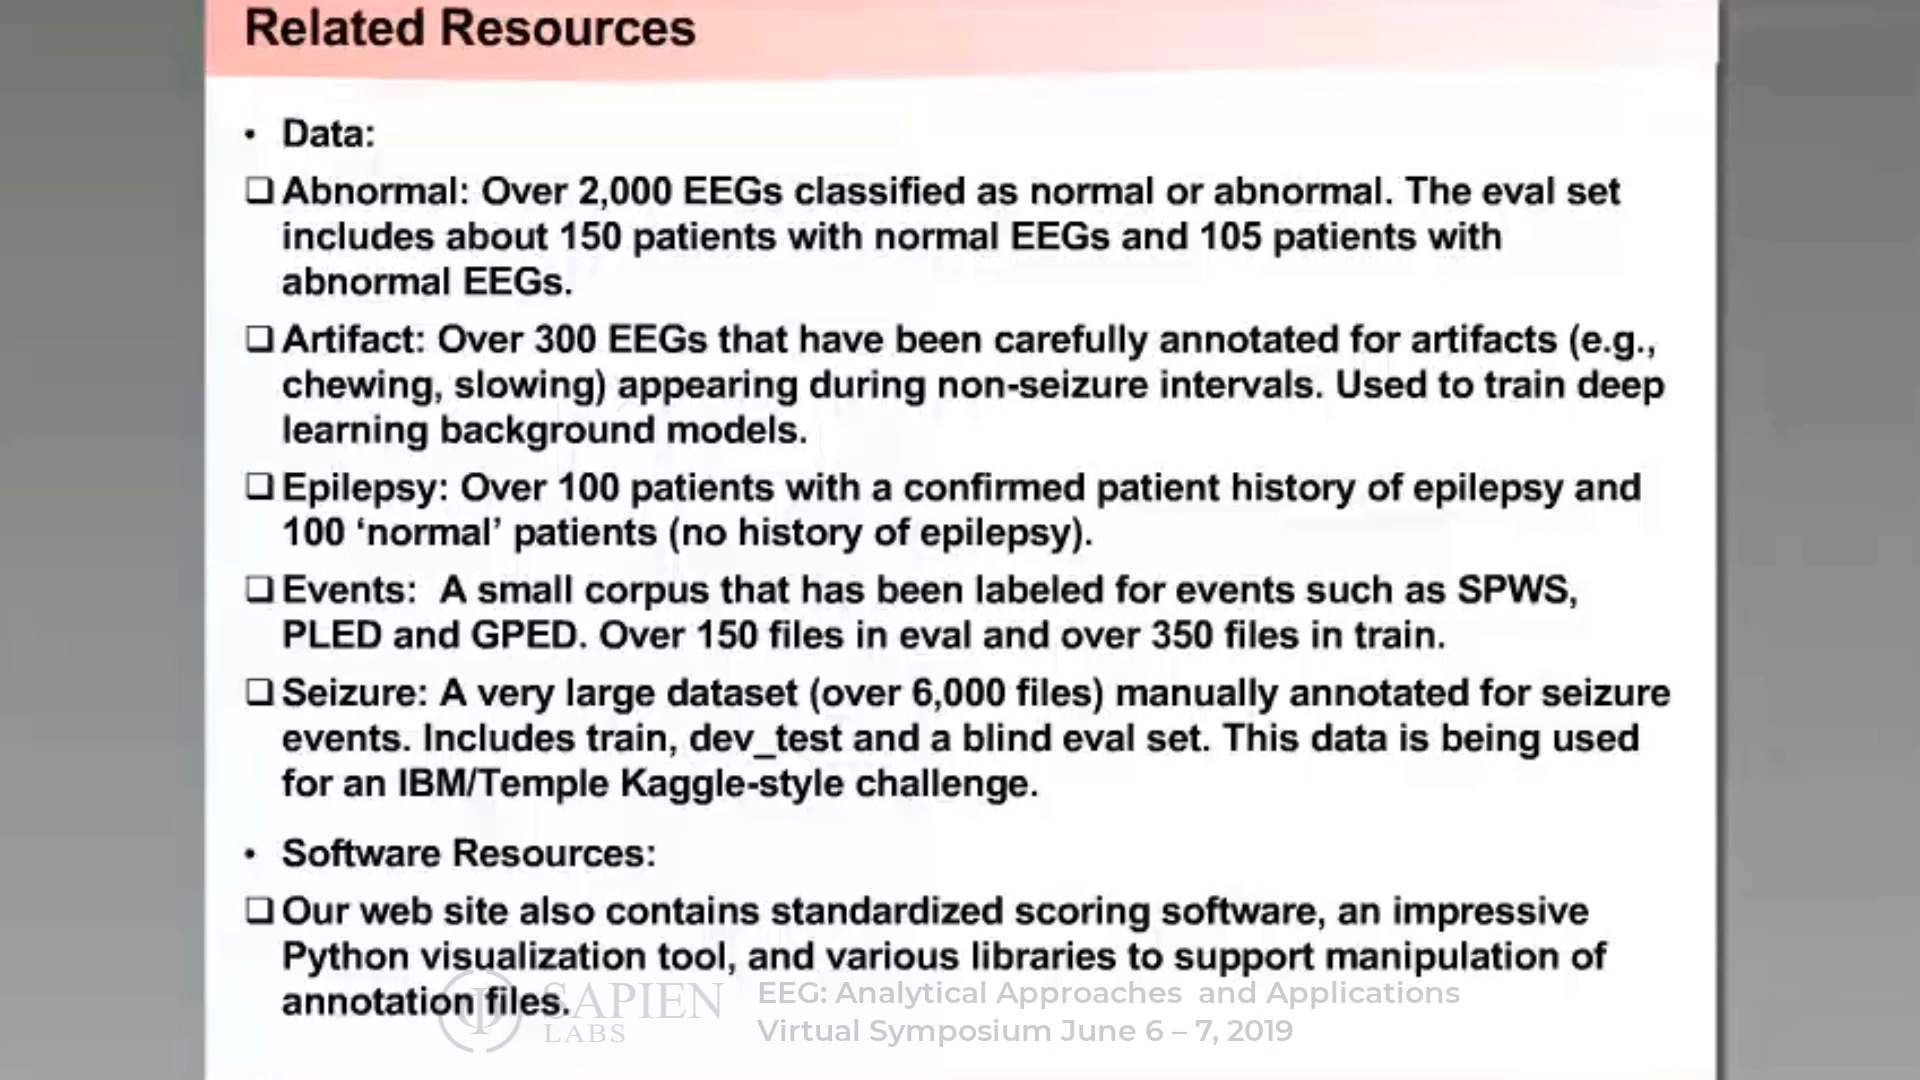 Related Resources
• Data:
❑ Abnormal: Over 2,000 EEGs classified as normal or abnormal. The eval set
includes about 150 patients with normal EEGs and 105 patients with
abnormal EEGs.
❑ Artifact: Over 300 EEGs that have been carefully annotated for artifacts (e.g.,
chewing, slowing) appearing during non-seizure intervals. Used to train deep
learning background models.
❑ Epilepsy: Over 100 patients with a confirmed patient history of epilepsy and
100 ‘normal’ patients (no history of epilepsy).
❑ Events:  A small corpus that has been labeled for events such as SPWS,
PLED and GPED. Over 150 files in eval and over 350 files in train.
❑ Seizure: A very large dataset (over 6,000 files) manually annotated for seizure
events. Includes train, dev_test and a blind eval set. This data is being used
for an IBM/Temple Kaggle-style challenge.
• Software Resources:
❑ Our web site also contains standardized scoring software, an impressive
Python visualization tool, and various libraries to support manipulation of
annotation files.
SAPIEN
LABS
EEG: Analytical Approaches and Applications
Virtual Symposium June 6 – 7, 2019